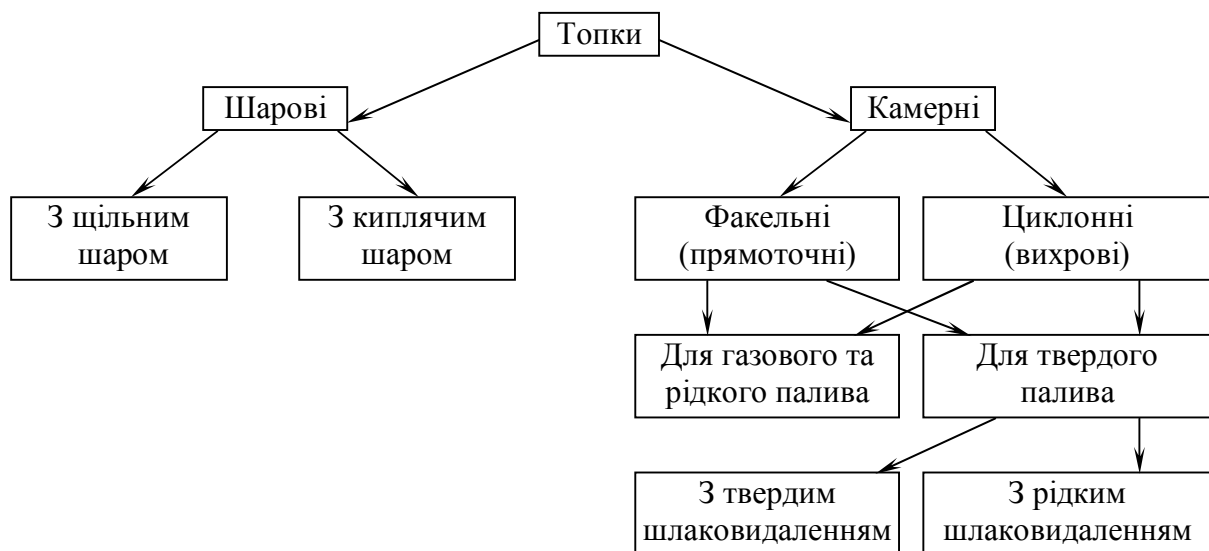 Топки
Шарові
Камерні
З щільним
шаром
З киплячим
шаром
Факельні
(прямоточні)
Циклонні
(вихрові)
Для газового та
рідкого палива
Для твердого
палива
З твердим
шлаковидаленням
З рідким
шлаковидаленням